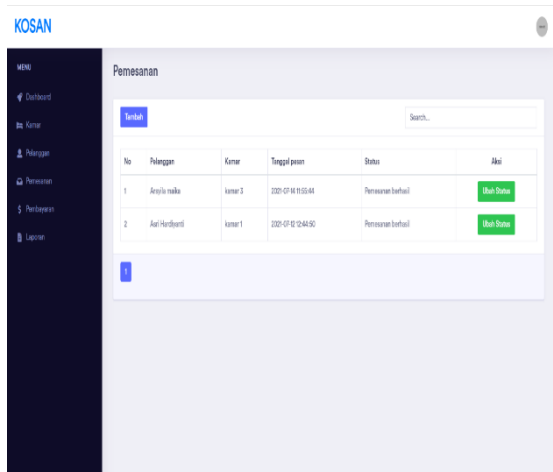 KOSAN
MENU
Dashboard
Kamar
Pelanggan
Pemesanan
Pembayaran
Laporan
Pemesanan
Tambah
Search...
No Pelanggan Kamar Tanggal pesan Status Aksi
1 Arsyila maika kamar 3 2021-07-14 11:55:44 Pemesanan berhasil Ubah Status
2 Asri Hardiyanti kamar 1 2021-07-12 12:44:50 Pemesanan berhasil Ubah Status
1